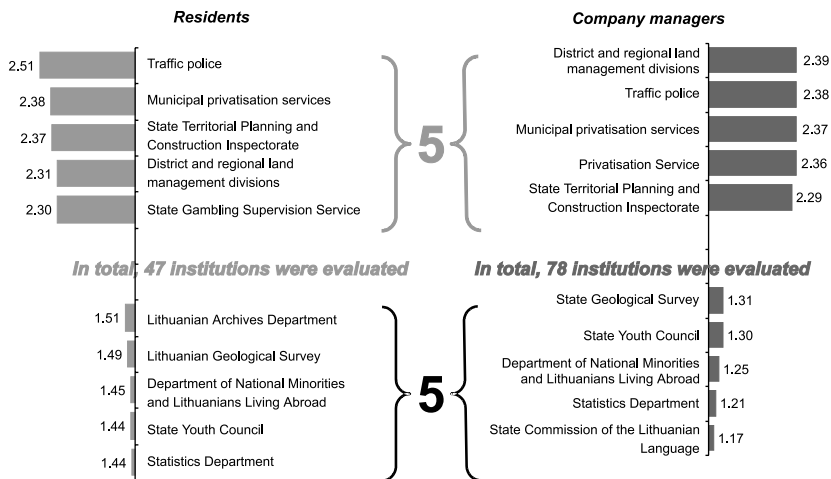 Residents
2.51 Traffic police
2.38 Municipal privatisation services
2.37 State Territorial Planning and
Construction Inspectorate
2.31 District and regional land
management divisions
2.30 State Gambling Supervision Service
5
In total, 47 institutions were evaluated
1.51 Lithuanian Archives Department
1.49 Lithuanian Geological Survey
1.45 Department of National Minorities
and Lithuanians Living Abroad
1.44 State Youth Council
1.44 Statistics Department
5
Company managers
District and regional land
management divisions 2.39
Traffic police 2.38
Municipal privatisation services 2.37
Privatisation Service 2.36
State Territorial Planning and
Construction Inspectorate 2.29
In total, 78 institutions were evaluated
State Geological Survey 1.31
State Youth Council 1.30
Department of National Minorities
and Lithuanians Living Abroad 1.25
Statistics Department 1.21
State Commission of the Lithuanian
Language 1.17